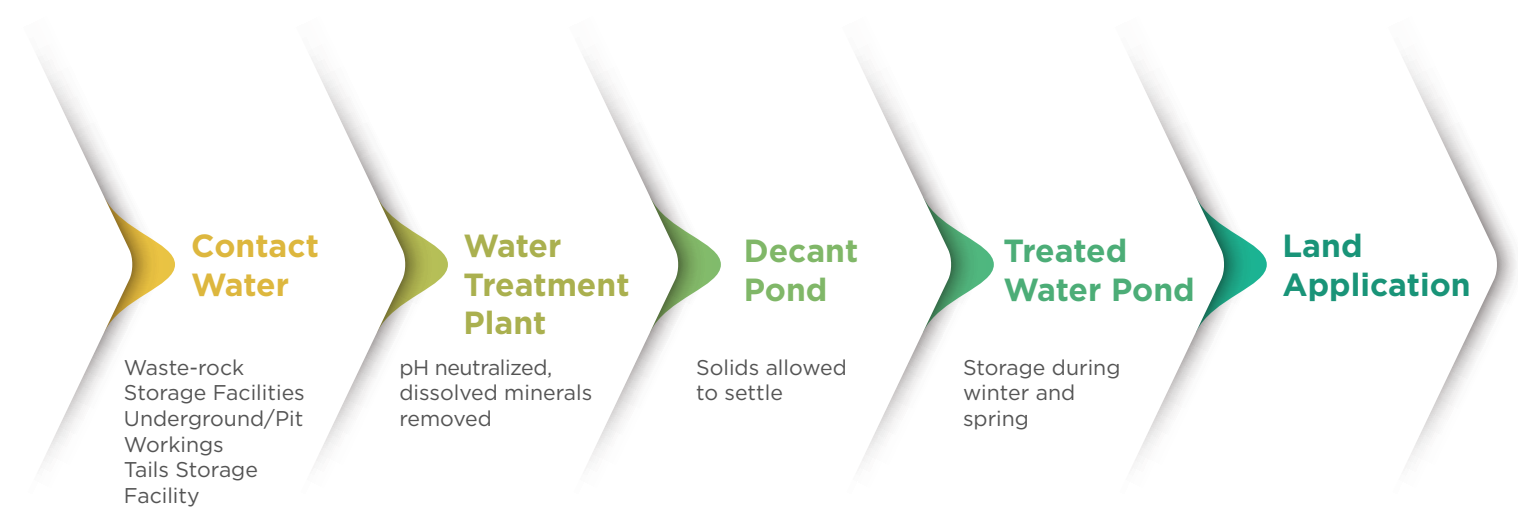 Contact
Water
Waste-rock
Storage Facilities
Underground/Pit
Workings
Tails Storage
Facility
Water
Treatment
Plant
pH neutralized,
dissolved minerals
removed
Decant
Pond
Solids allowed
to settle
Treated
Water Pond
Storage during
winter and
spring
Land
Application